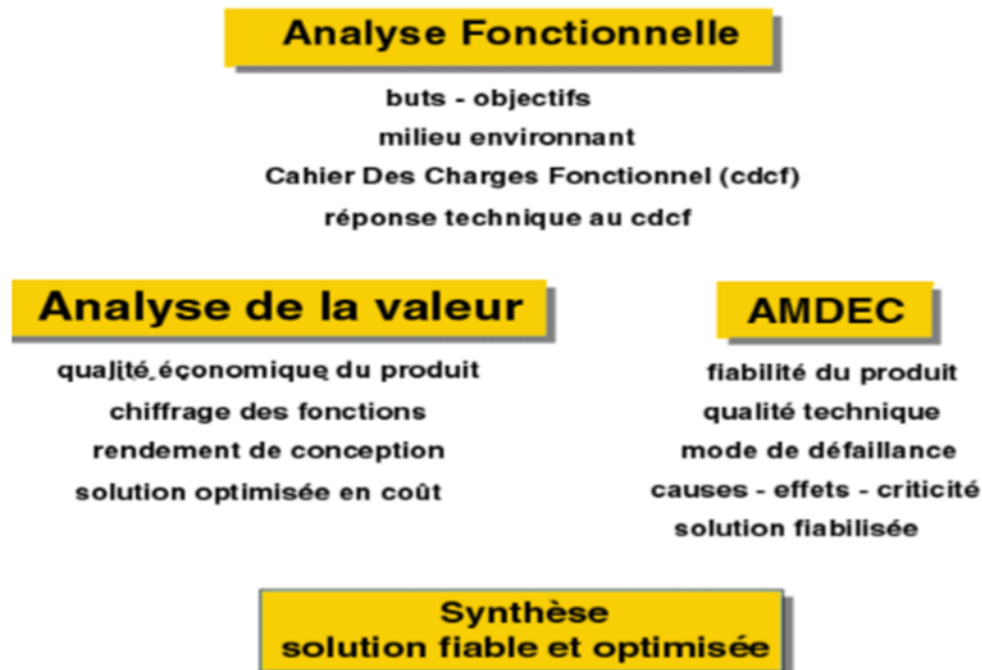 Analyse Fonctionnelle
buts - objectifs
milieu environnant
Cahier Des Charges Fonctionnel (cdcf)
réponse technique au cdcf
Analyse de la valeur
qualité économique du produit
chiffrage des fonctions
rendement de conception
solution optimisée en coût
AMDEC
fiabilité du produit
qualité technique
mode de défaillance
causes - effets - criticité
solution fiabilisée
Synthèse
solution fiable et optimisée